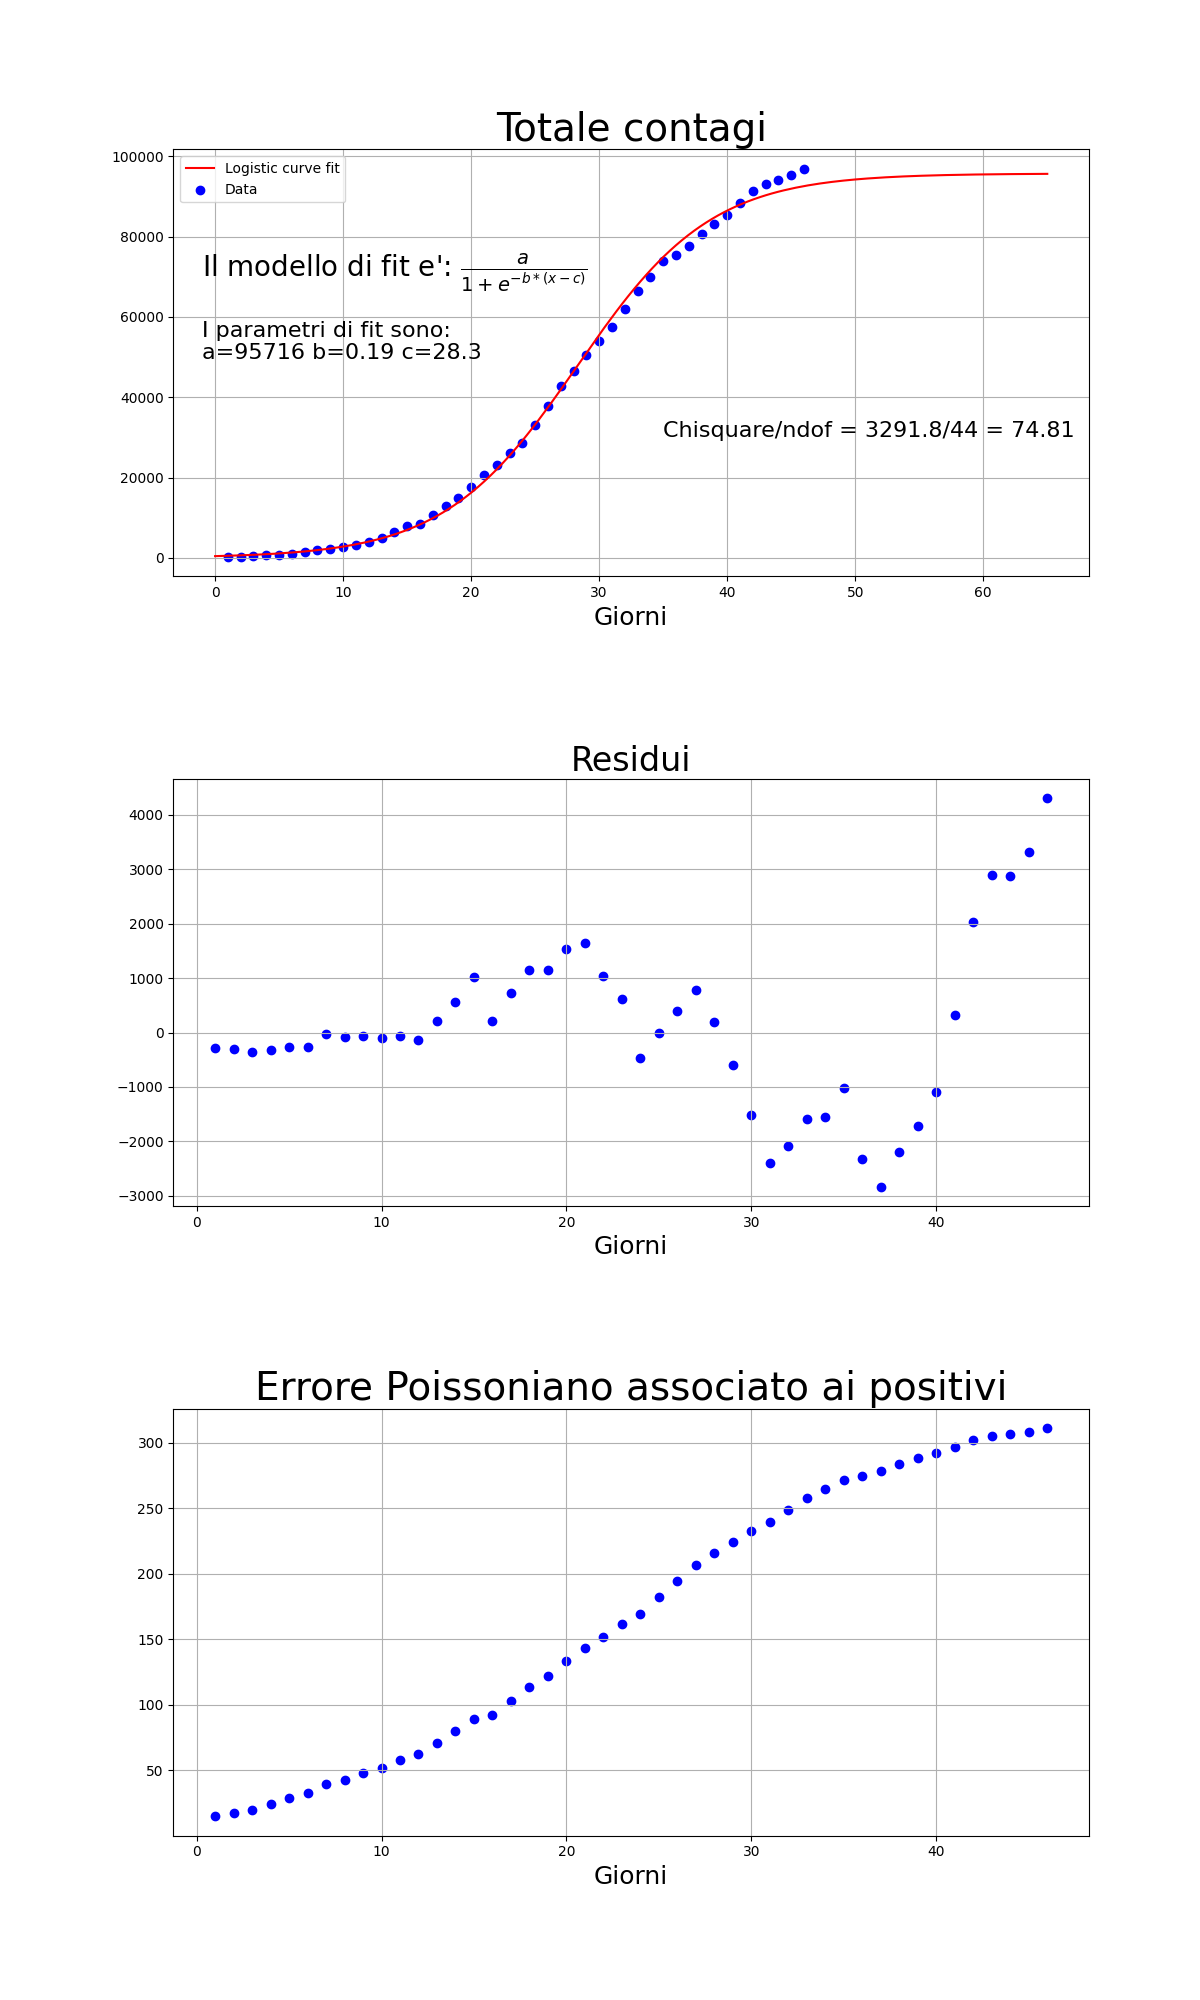 Totale contagi
100000
80000
60000
40000
20000
0
Logistic curve fit
Data
Il modello di fit e': \frac{a}{1 + e^{-b*(x-c)}}
I parametri di fit sono:
a=95716 b=0.19 c=28.3
Chisquare/ndof = 3291.8/44 = 74.81
0 10 20 30 40 50 60
Giorni
Residui
4000
3000
2000
1000
0
−1000
−2000
−3000
0 10 20 30 40
Giorni
Errore Poissoniano associato ai positivi
300
250
200
150
100
50
0 10 20 30 40
Giorni